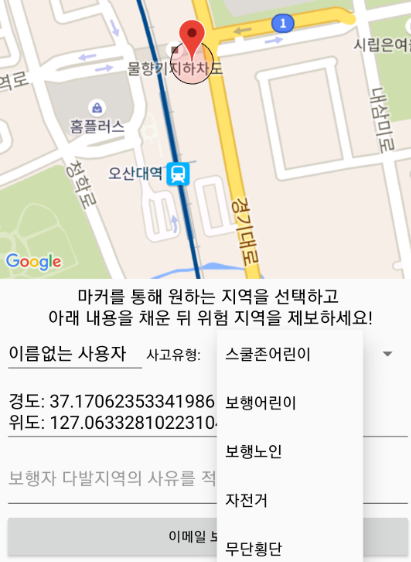 1
시립은여울
물향기지하차도
역로
홈플러스
청학로
오산대역
내삼미로
경기대로
Google
마커를 통해 원하는 지역을 선택하고
아래 내용을 채운 뒤 위험 지역을 제보하세요!
이름없는 사용자 사고유형: 스쿨존어린이
보행어린이
경도: 37.17062353341986
위도: 127.0633281022310
보행노인
보행자 다발지역의 사유를 적
자전거
이메일
무단횡단